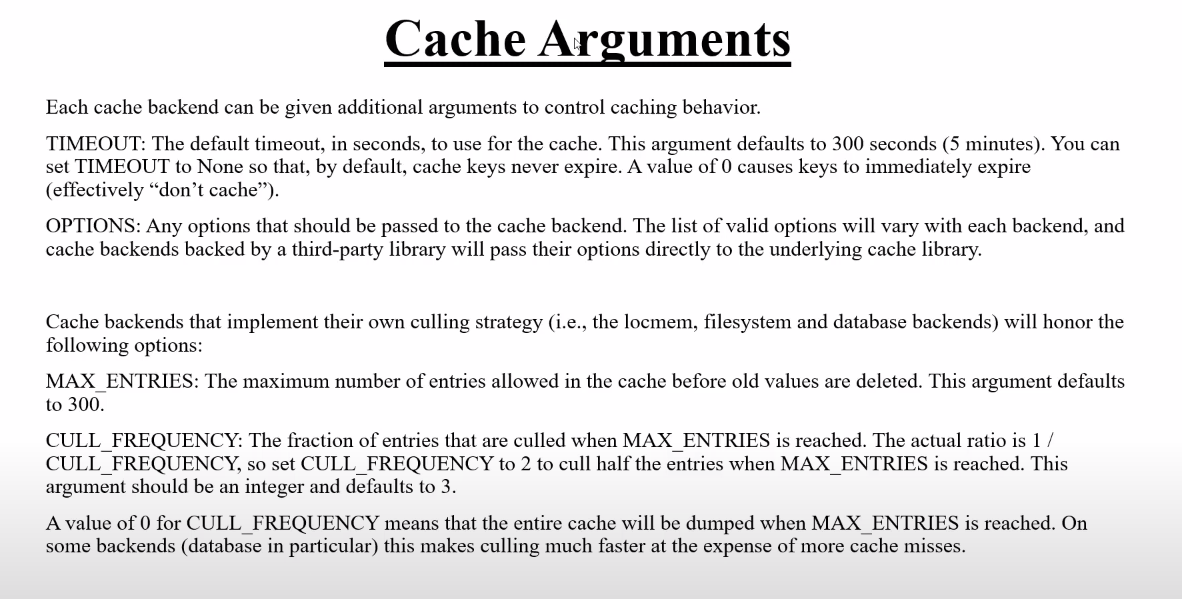 Cache Arguments
Each cache backend can be given additional arguments to control caching behavior.
TIMEOUT: The default timeout, in seconds, to use for the cache. This argument defaults to 300 seconds (5 minutes). You can
set TIMEOUT to None so that, by default, cache keys never expire. A value of 0 causes keys to immediately expire
(effectively “don’t cache”).
OPTIONS: Any options that should be passed to the cache backend. The list of valid options will vary with each backend, and
cache backends backed by a third-party library will pass their options directly to the underlying cache library.
Cache backends that implement their own culling strategy (i.e., the locmem, filesystem and database backends) will honor the
following options:
MAX_ENTRIES: The maximum number of entries allowed in the cache before old values are deleted. This argument defaults
to 300.
CULL_FREQUENCY: The fraction of entries that are culled when MAX_ENTRIES is reached. The actual ratio is 1 /
CULL_FREQUENCY, so set CULL_FREQUENCY to 2 to cull half the entries when MAX_ENTRIES is reached. This
argument should be an integer and defaults to 3.
A value of 0 for CULL_FREQUENCY means that the entire cache will be dumped when MAX_ENTRIES is reached. On
some backends (database in particular) this makes culling much faster at the expense of more cache misses.